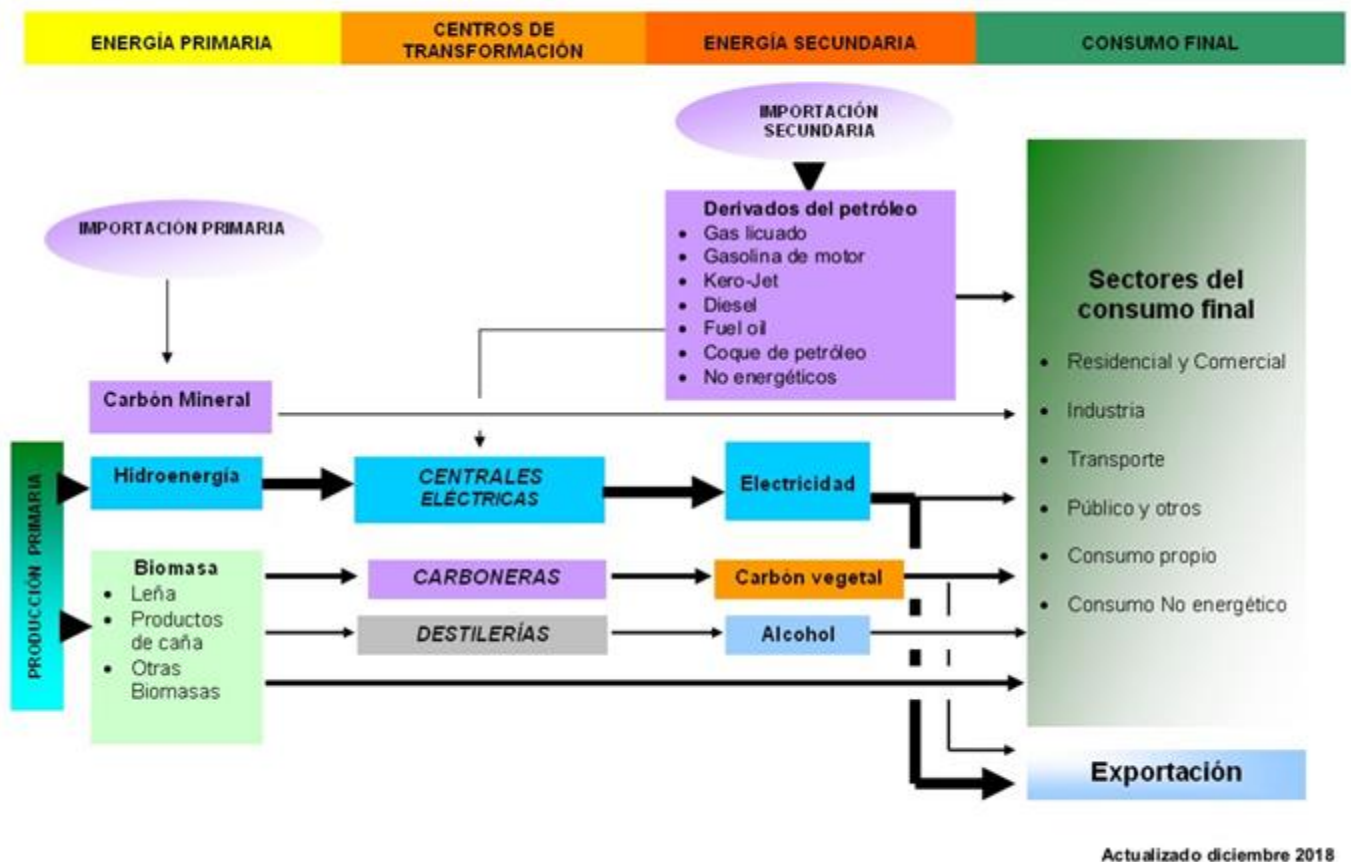 ENERGÍA PRIMARIA
CENTROS DE
TRANSFORMACIÓN
ENERGÍA SECUNDARIA
CONSUMO FINAL
IMPORTACIÓN
SECUNDARIA
IMPORTACIÓN PRIMARIA
Derivados del petróleo
• Gas licuado
• Gasolina de motor
• Kero-Jet
• Diesel
• Fuel oil
• Coque de petróleo
• No energéticos
Sectores del
consumo final
• Residencial y Comercial
• Industria
• Transporte
• Público y otros
• Consumo propio
• Consumo No energético
Carbón Mineral
PRODUCCIÓN PRIMARIA
Hidroenergía
CENTRALES
ELÉCTRICAS
Electricidad
Biomasa
• Leña
• Productos
de caña
• Otras
Biomasas
CARBONERAS
Carbón vegetal
DESTILERÍAS
Alcohol
Exportación
Actualizado diciembre 2018